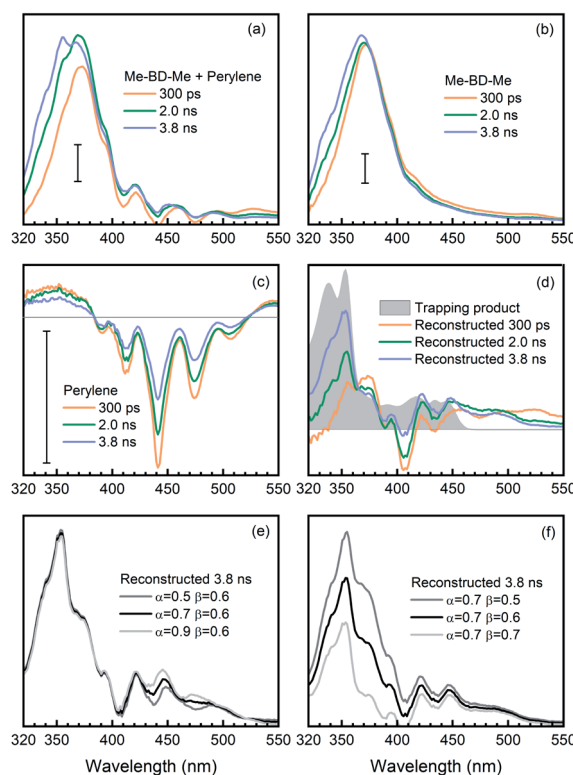 (a)
Me-BD-Me + Perylene
300 ps
2.0 ns
3.8 ns
320 350 400 450 500 550
(b)
Me-BD-Me
300 ps
2.0 ns
3.8 ns
320 350 400 450 500 550
(c)
Perylene
300 ps
2.0 ns
3.8 ns
320 350 400 450 500 550
(d)
Trapping product
Reconstructed 300 ps
Reconstructed 2.0 ns
Reconstructed 3.8 ns
320 350 400 450 500 550
(e)
Reconstructed 3.8 ns
α=0.5 β=0.6
α=0.7 β=0.6
α=0.9 β=0.6
320 350 400 450 500 550
Wavelength (nm)
(f)
Reconstructed 3.8 ns
α=0.7 β=0.5
α=0.7 β=0.6
α=0.7 β=0.7
320 350 400 450 500 550
Wavelength (nm)